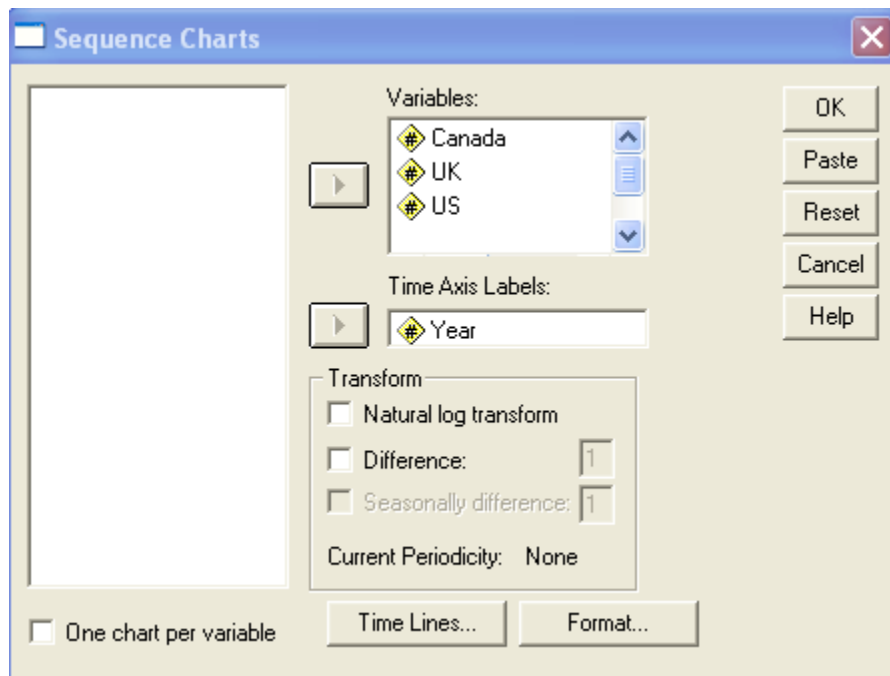 Sequence Charts
Variables:
# Canada
# UK
# US
Time Axis Labels:
# Year
Transform
Natural log transform
Difference: 1
Seasonally difference: 1
Current Periodicity: None
One chart per variable
Time Lines...
Format...
OK
Paste
Reset
Cancel
Help